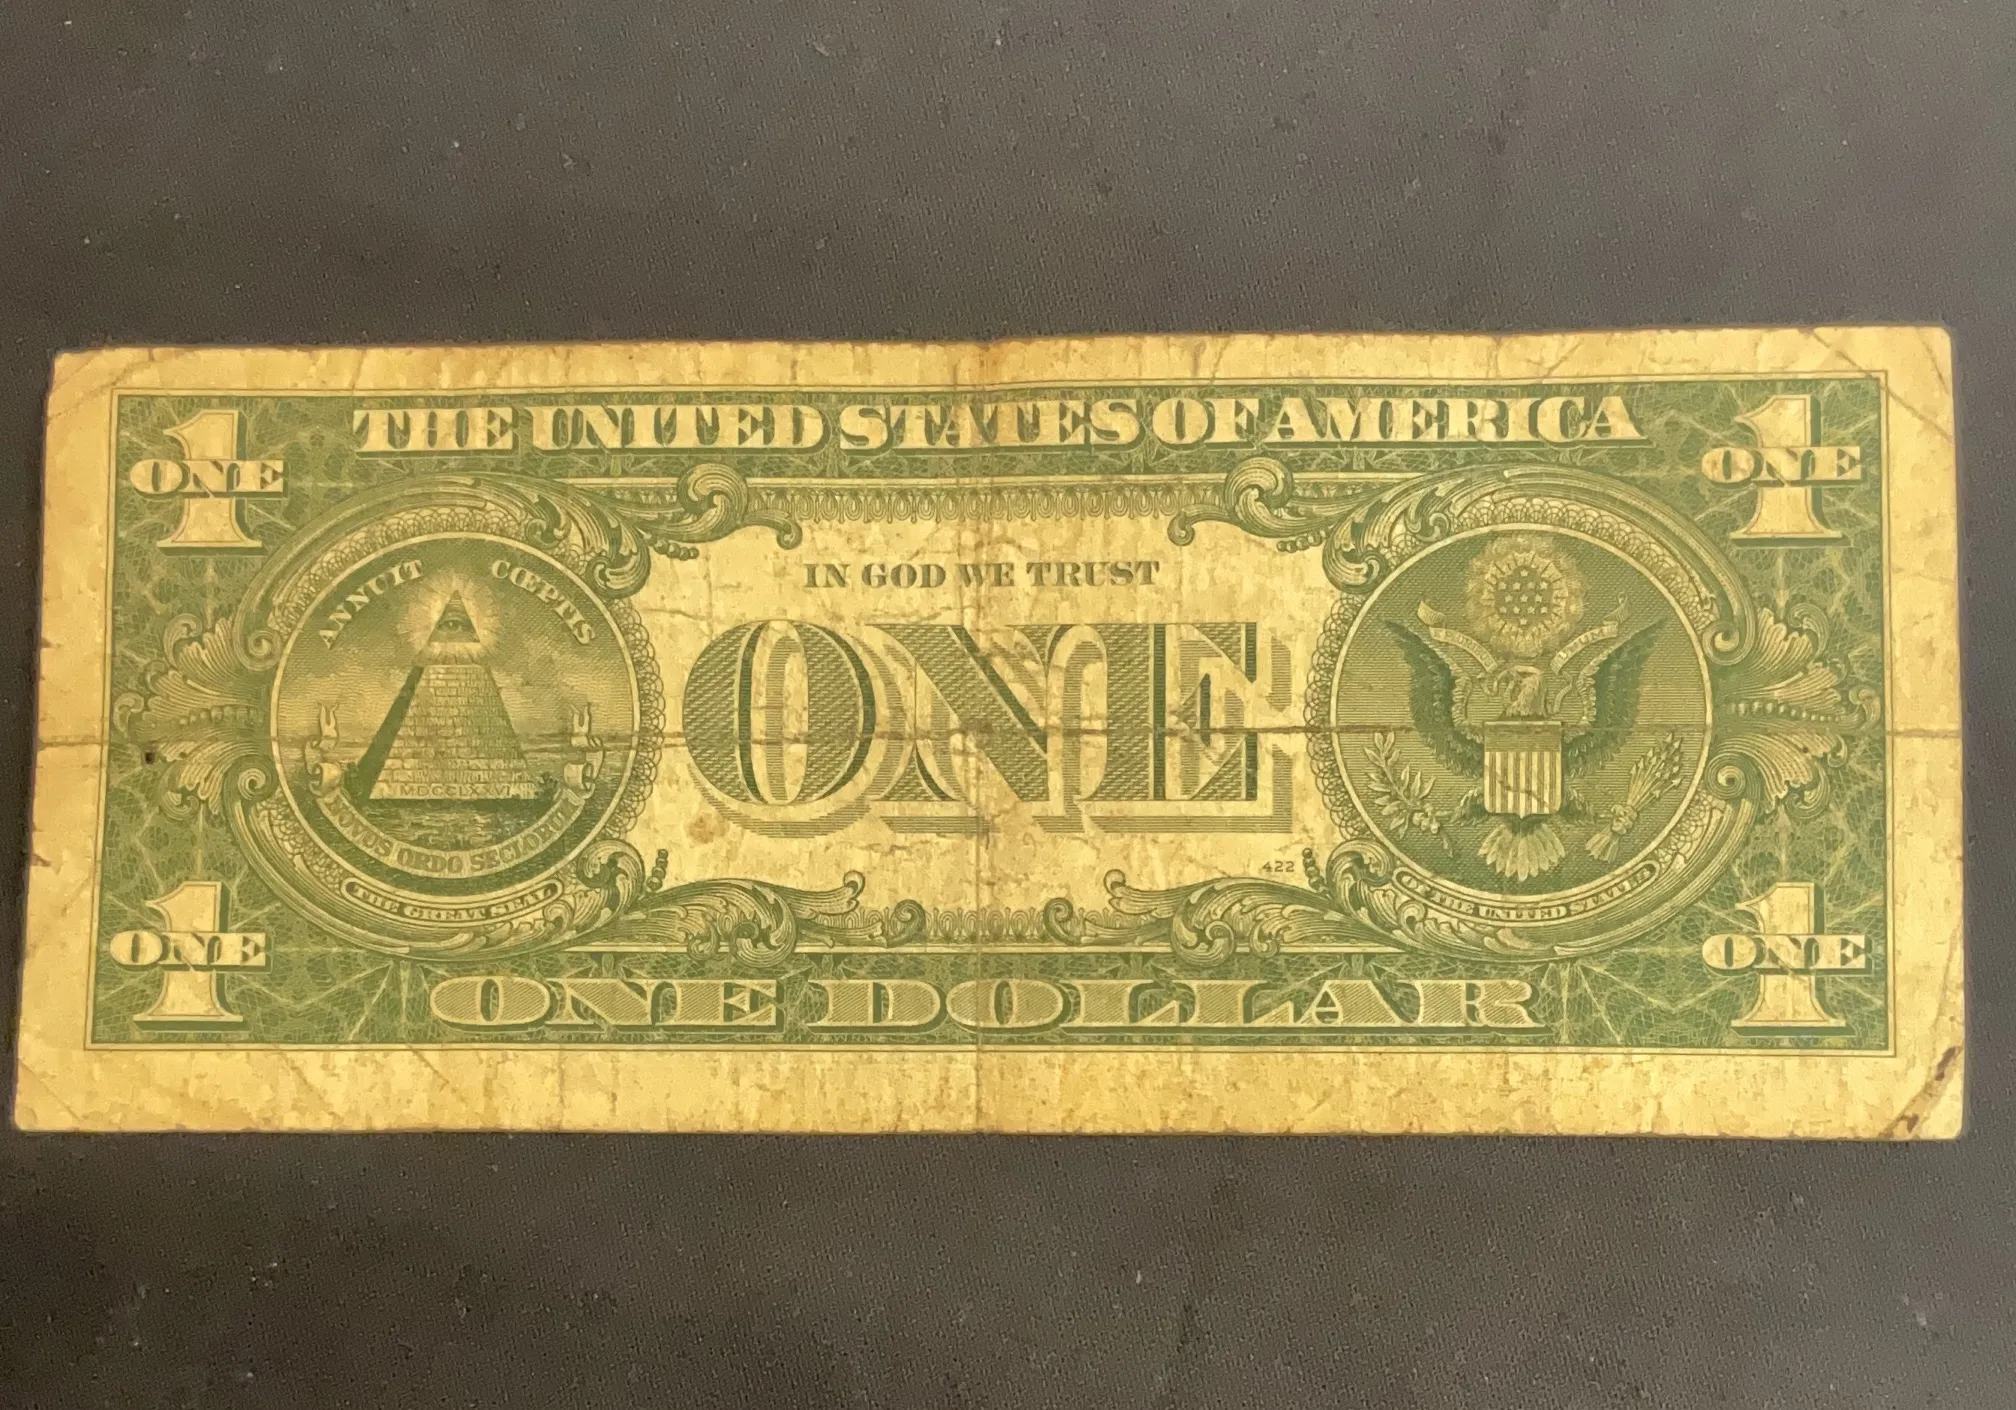 THE UNITED STATES OF AMERICA
1
ONE
1
ONE
ANNUIT CŒPTIS
IN GOD WE TRUST
ONE
MDCCLXXVI
NOVUS ORDO SECLORUM
THE GREAT SEAL
OF THE UNITED STATES
422
1
ONE
1
ONE
ONE DOLLAR